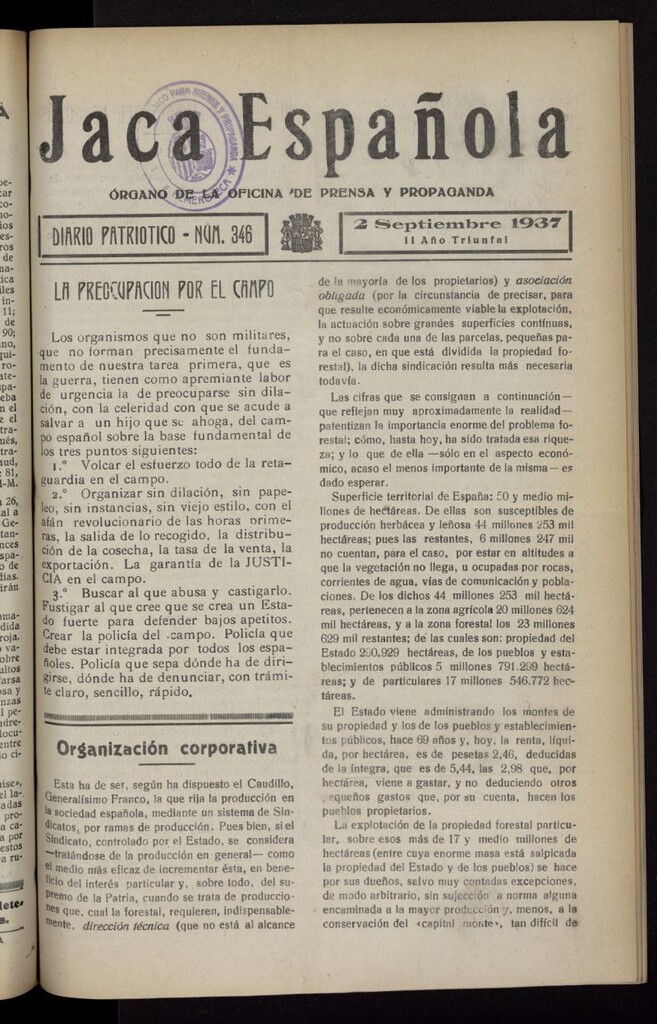 Jaca Española
ÓRGANO DE LA OFICINA DE PRENSA Y PROPAGANDA
DIARIO PATRIOTICO - NÚM. 346
2 Septiembre 1937
II Año Triunfal
LA PREOCUPACION POR EL CAMPO
Los organismos que no son militares,
que no forman precisamente el funda-
mento de nuestra tarea primera, que es
la guerra, tienen como apremiante labor
de urgencia la de preocuparse sin dila-
ción, con la celeridad con que se acude a
salvar a un hijo que se ahoga, del cam-
po español sobre la base fundamental de
los tres puntos siguientes:
1.º Volcar el esfuerzo todo de la reta-
guardia en el campo.
2.º Organizar sin dilación, sin pape-
leo, sin instancias, sin viejo estilo, con el
afán revolucionario de las horas prime-
ras, la salida de lo recogido, la distribu-
ción de la cosecha, la tasa de la venta, la
exportación. La garantía de la JUSTI-
CIA en el campo.
3.º Buscar al que abusa y castigarlo.
Fustigar al que cree que se crea un Esta-
do fuerte para defender bajos apetitos.
Crear la policía del campo. Policía que
debe estar integrada por todos los espa-
ñoles. Policía que sepa dónde ha de diri-
girse, dónde ha de denunciar, con trámi-
te claro, sencillo, rápido.
Organización corporativa
Esta ha de ser, según ha dispuesto el Caudillo,
Generalísimo Franco, la que rija la producción en
la sociedad española, mediante un sistema de Sin-
dicatos, por ramas de producción. Pues bien, si el
Sindicato, controlado por el Estado, se considera
—tratándose de la producción en general— como
el medio más eficaz de incrementar ésta, en bene-
ficio del interés particular y, sobre todo, del su-
premo de la Patria, cuando se trata de produccio-
nes que, cual la forestal, requieren, indispensable-
mente, dirección técnica (que no está al alcance
de la mayoría de los propietarios) y asociación
obligada (por la circunstancia de precisar, para
que resulte económicamente viable la explotación,
la actuación sobre grandes superficies contínuas,
y no sobre cada una de las parcelas, pequeñas pa-
ra el caso, en que está dividida la propiedad fo-
restal), la dicha sindicación resulta más necesaria
todavía.
Las cifras que se consignan a continuación—
que reflejan muy aproximadamente la realidad—
patentizan la importancia enorme del problema fo-
restal; cómo, hasta hoy, ha sido tratada esa rique-
za; y lo que de ella —sólo en el aspecto econó-
mico, acaso el menos importante de la misma— es
dado esperar.
Superficie territorial de España: 50 y medio mi-
llones de hectáreas. De ellas son susceptibles de
producción herbácea y leñosa 44 millones 253 mil
hectáreas; pues las restantes, 6 millones 247 mil
no cuentan, para el caso, por estar en altitudes a
que la vegetación no llega, u ocupadas por rocas,
corrientes de agua, vías de comunicación y pobla-
ciones. De los dichos 44 millones 253 mil hectá-
reas, pertenecen a la zona agrícola 20 millones 624
mil hectáreas, y a la zona forestal los 23 millones
629 mil restantes; de las cuales son: propiedad del
Estado 290.929 hectáreas, de los pueblos y esta-
blecimientos públicos 5 millones 791.299 hectá-
reas; y de particulares 17 millones 546.772 hec-
táreas.
El Estado viene administrando los montes de
su propiedad y los de los pueblos y establecimien-
tos públicos, hace 69 años y, hoy, la renta, líqui-
da, por hectárea, es de pesetas 2,46, deducidas
de la íntegra, que es de 5,44, las 2,98 que, por
hectárea, viene a gastar, y no deduciendo otros
pequeños gastos que, por su cuenta, hacen los
pueblos propietarios.
La explotación de la propiedad forestal particu-
lar, sobre esos más de 17 y medio millones de
hectáreas (entre cuya enorme masa está salpicada
la propiedad del Estado y de los pueblos) se hace
por sus dueños, salvo muy contadas excepciones,
de modo arbitrario, sin sujección a norma alguna
encaminada a la mayor producción y, menos, a la
conservación del «capital monte», tan difícil de